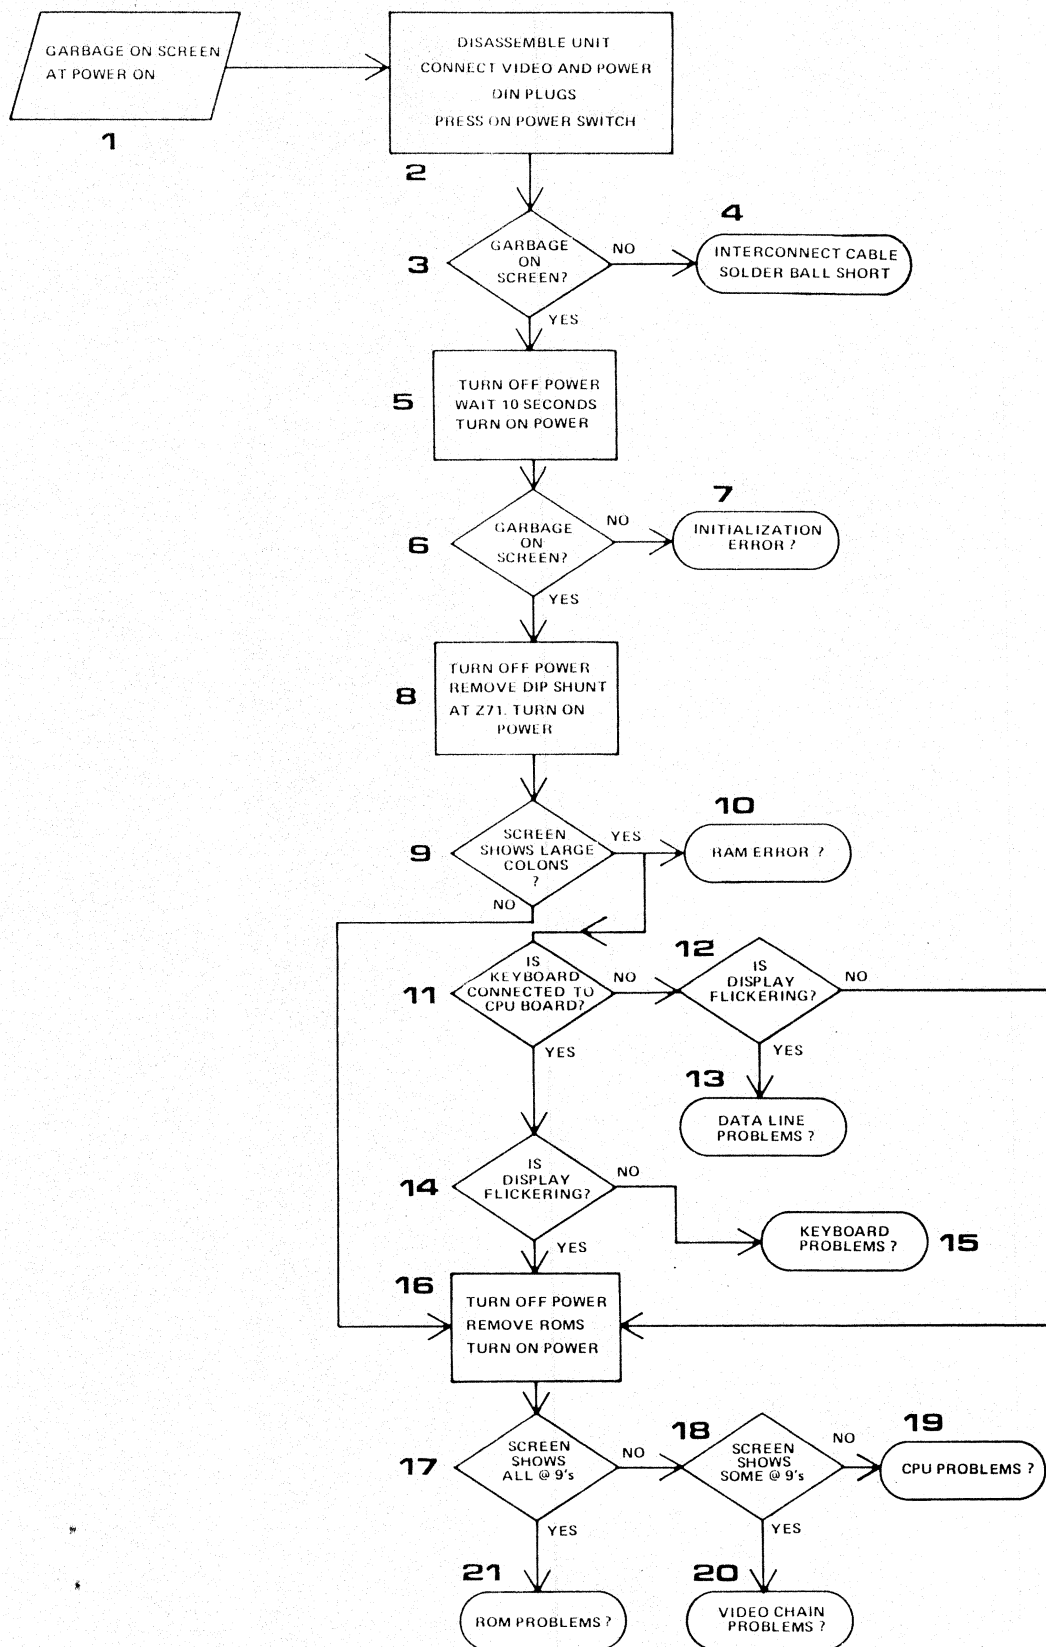 GARBAGE ON SCREEN
AT POWER ON
1
DISASSEMBLE UNIT
CONNECT VIDEO AND POWER
DIN PLUGS
PRESS ON POWER SWITCH
2
3
GARBAGE
ON
SCREEN?
NO
YES
4
INTERCONNECT CABLE
SOLDER BALL SHORT
5
TURN OFF POWER
WAIT 10 SECONDS
TURN ON POWER
6
GARBAGE
ON
SCREEN?
NO
YES
7
INITIALIZATION
ERROR ?
8
TURN OFF POWER
REMOVE DIP SHUNT
AT Z71. TURN ON
POWER
9
SCREEN
SHOWS LARGE
COLONS
?
YES
NO
10
RAM ERROR ?
11
IS
KEYBOARD
CONNECTED TO
CPU BOARD?
NO
YES
12
IS
DISPLAY
FLICKERING?
NO
YES
13
DATA LINE
PROBLEMS ?
14
IS
DISPLAY
FLICKERING?
NO
YES
KEYBOARD
PROBLEMS ?
15
16
TURN OFF POWER
REMOVE ROMS
TURN ON POWER
17
SCREEN
SHOWS
ALL @ 9's
NO
YES
18
SCREEN
SHOWS
SOME @ 9's
NO
YES
19
CPU PROBLEMS ?
21
ROM PROBLEMS ?
20
VIDEO CHAIN
PROBLEMS ?